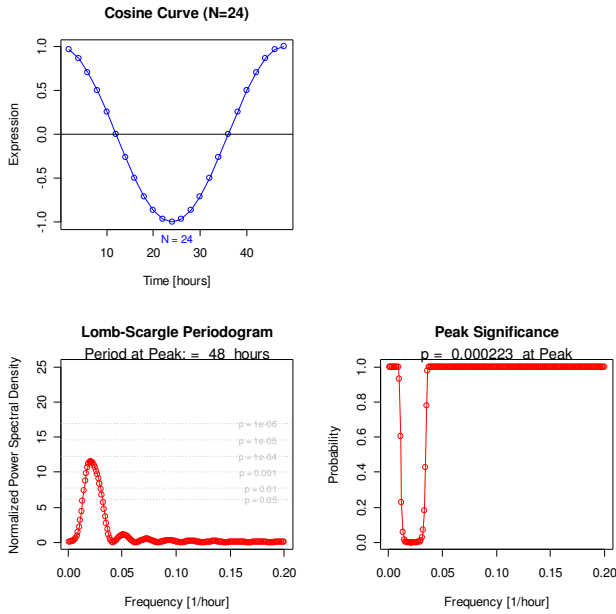 Cosine Curve (N=24)
Expression
1.0
0.5
0.0
-0.5
-1.0
N = 24
10 20 30 40
Time [hours]
Lomb-Scargle Periodogram
Period at Peak: = 48 hours
Normalized Power Spectral Density
25
20
15
10
5
0
p = 1e-06
p = 1e-05
p = 1e-04
p = 0.001
p = 0.01
p = 0.05
0.00 0.05 0.10 0.15 0.20
Frequency [1/hour]
Peak Significance
p = 0.000223 at Peak
Probability
1.0
0.8
0.6
0.4
0.2
0.0
0.00 0.05 0.10 0.15 0.20
Frequency [1/hour]